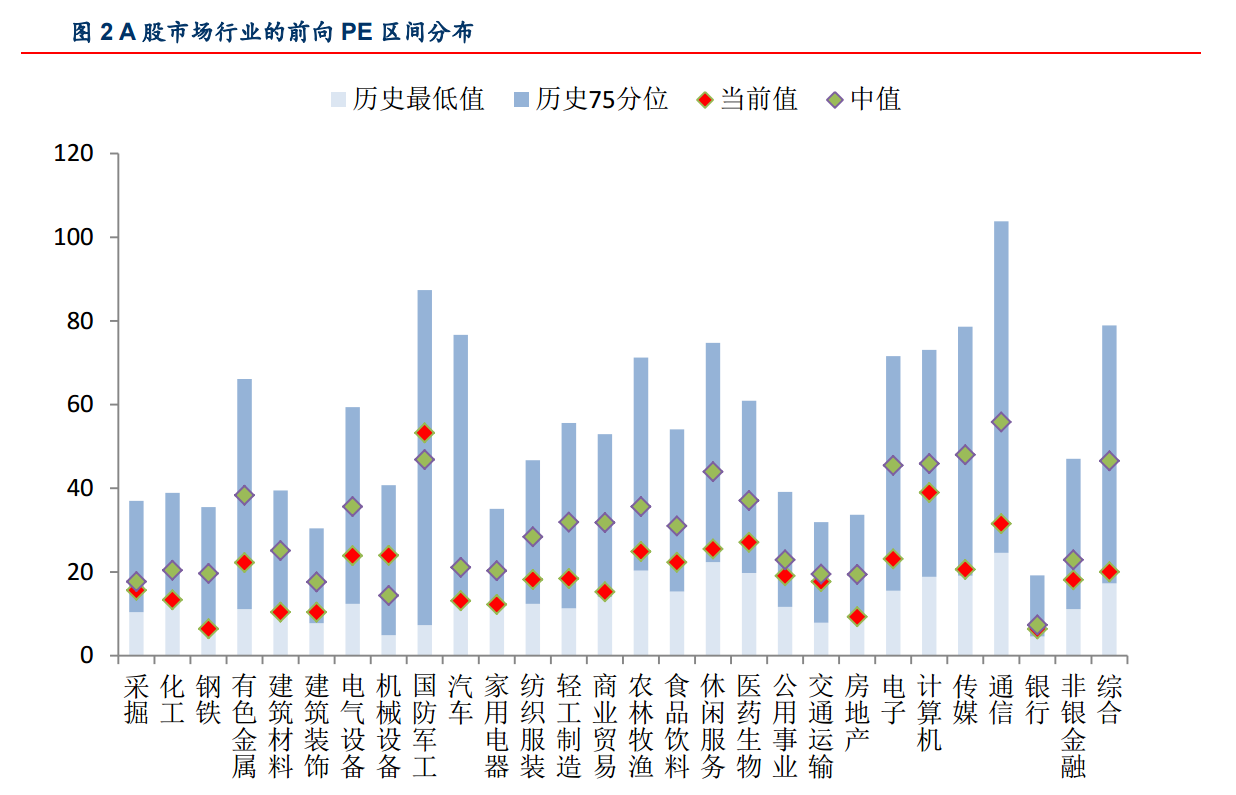 图 2 A 股市场行业的前向 PE 区间分布
历史最低值 历史75分位 当前值 中值
120
100
80
60
40
20
0
采掘
化工
钢铁
有色金属
建筑材料
建筑装饰
电气设备
机械设备
国防军工
汽车
家用电器
纺织服装
轻工制造
商业贸易
农林牧渔
食品饮料
休闲服务
医药生物
公用事业
交通运输
房地产
电子
计算机
传媒
通信
银行
非银金融
综合